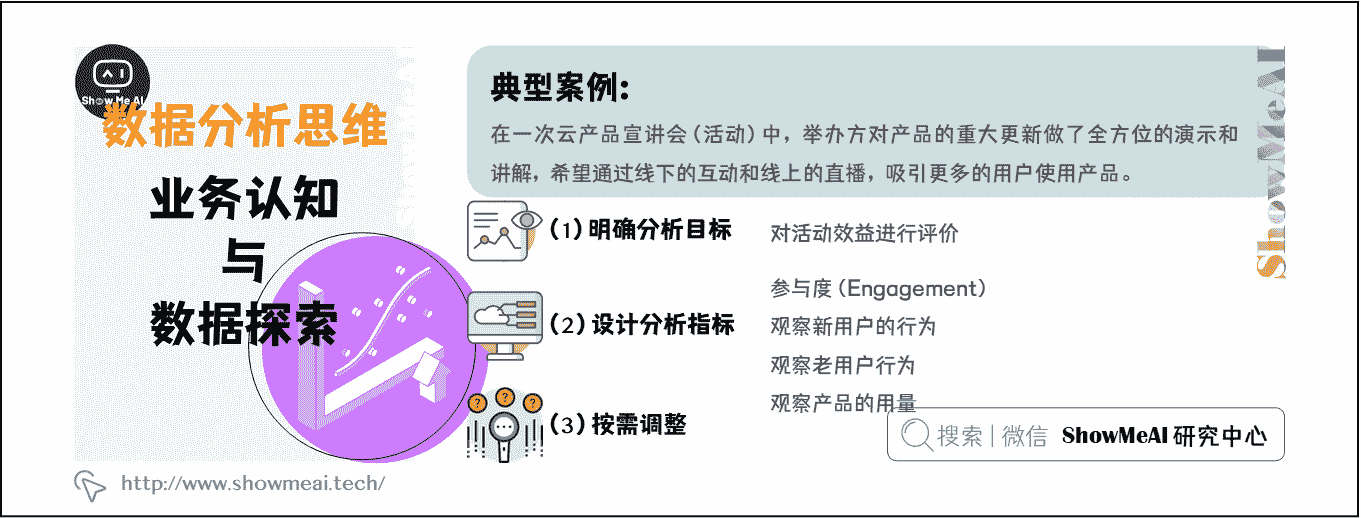 Show Me AI
数据分析思维
业务认知
与
数据探索
http://www.showmeai.tech/
典型案例:
在一次云产品宣讲会（活动）中，举办方对产品的重大更新做了全方位的演示和
讲解，希望通过线下的互动和线上的直播，吸引更多的用户使用产品。
（1）明确分析目标
对活动效益进行评价
（2）设计分析指标
参与度（Engagement）
观察新用户的行为
观察老用户行为
观察产品的用量
（3）按需调整
搜索 | 微信 ShowMeAI 研究中心
ShowMeAI